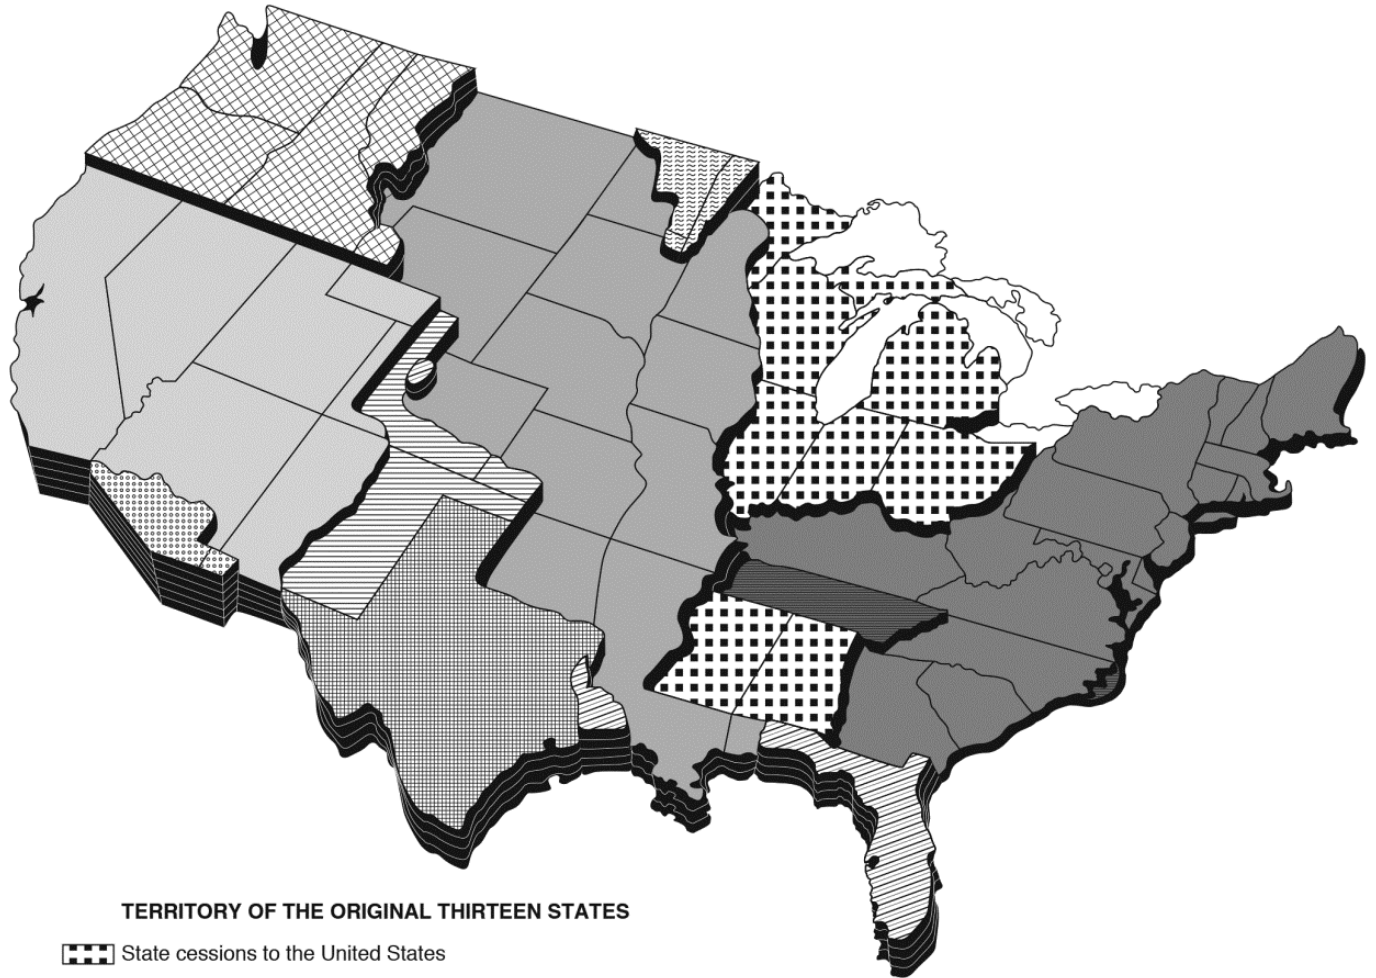 TERRITORY OF THE ORIGINAL THIRTEEN STATES
State cessions to the United States